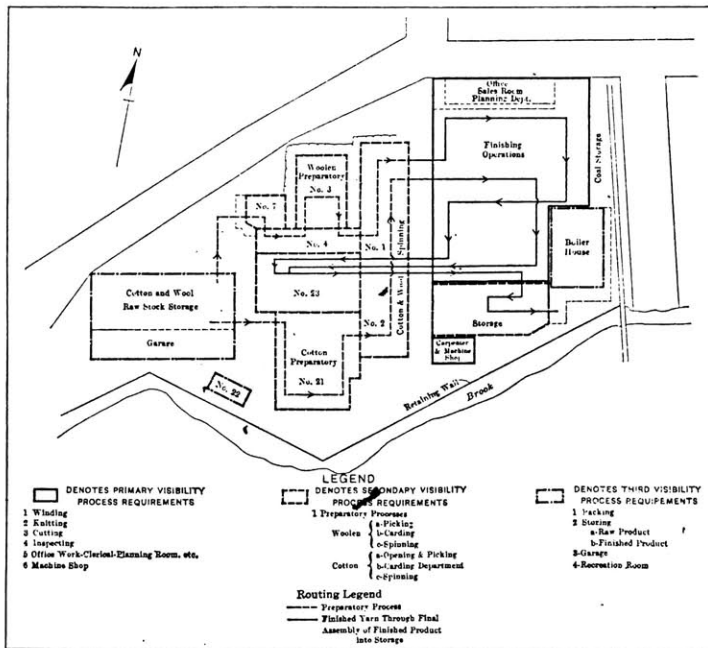 N
Office
Sales Room
Planning Dept.
Finishing
Operations
Coal Storage
Woolen
Preparatory
No. 3
No. 7
No. 4
No. 1
Cotton & Wool Spinning
Boiler
House
Cotton and Wool
Raw Stock Storage
Garage
No. 23
No. 2
Storage
Cotton
Preparatory
No. 21
Carpenter
& Machine
Shop
No. 22
Retaining Wall
Brook
LEGEND
DENOTES PRIMARY VISIBILITY
PROCESS REQUIREMENTS
1 Winding
2 Knitting
3 Cutting
4 Inspecting
5 Office Work-Clerical-Planning Room, etc.
6 Machine Shop
DENOTES SECONDARY VISIBILITY
PROCESS REQUIREMENTS
1 Preparatory Processes
Woolen
a-Picking
b-Carding
c-Spinning
Cotton
a-Opening & Picking
b-Carding Department
c-Spinning
DENOTES THIRD VISIBILITY
PROCESS REQUIREMENTS
1 Packing
2 Storing
a-Raw Product
b-Finished Product
3-Garage
4-Recreation Room
Routing Legend
Preparatory Process
Finished Yarn Through Final
Assembly of Finished Product
into Storage